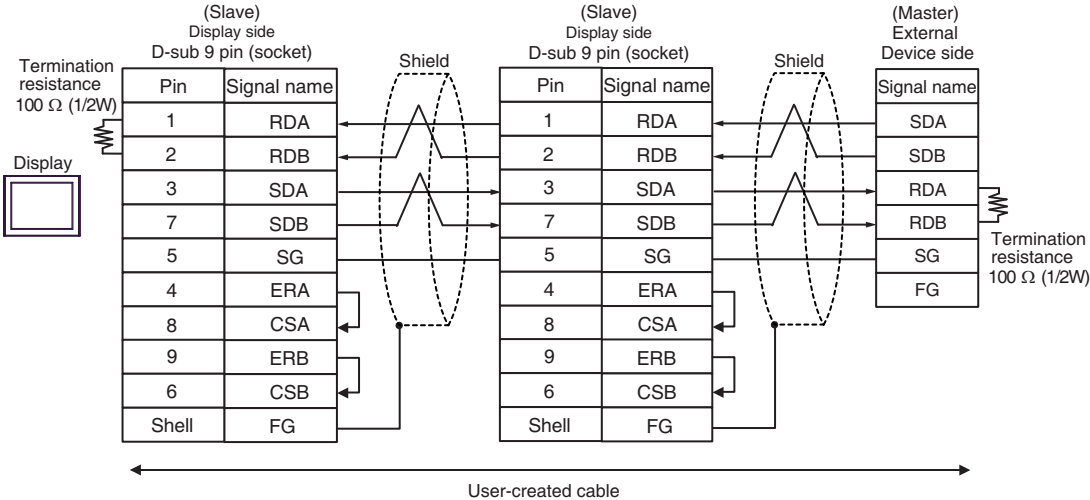 (Slave)
Display side
D-sub 9 pin (socket)
(Slave)
Display side
D-sub 9 pin (socket)
(Master)
External
Device side
Termination
resistance
100 Ω (1/2W)
Shield
Shield
Display
Pin Signal name
1 RDA
2 RDB
3 SDA
7 SDB
5 SG
4 ERA
8 CSA
9 ERB
6 CSB
Shell FG
Pin Signal name
1 RDA
2 RDB
3 SDA
7 SDB
5 SG
4 ERA
8 CSA
9 ERB
6 CSB
Shell FG
Signal name
SDA
SDB
RDA
RDB
SG
FG
Termination
resistance
100 Ω (1/2W)
User-created cable